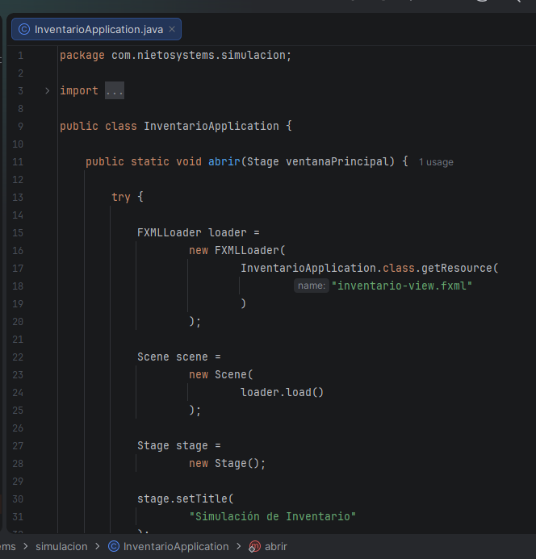 InventarioApplication.java
1 package com.nietosystems.simulacion;
2
3 import ...
8
9 public class InventarioApplication {
10
11 public static void abrir(Stage ventanaPrincipal) { 1 usage
12
13 try {
14
15 FXMLLoader loader =
16 new FXMLLoader(
17 InventarioApplication.class.getResource(
18 name: "inventario-view.fxml"
19 )
20 );
21
22 Scene scene =
23 new Scene(
24 loader.load()
25 );
26
27 Stage stage =
28 new Stage();
29
30 stage.setTitle(
31 "Simulación de Inventario"
ems > simulacion > InventarioApplication > abrir